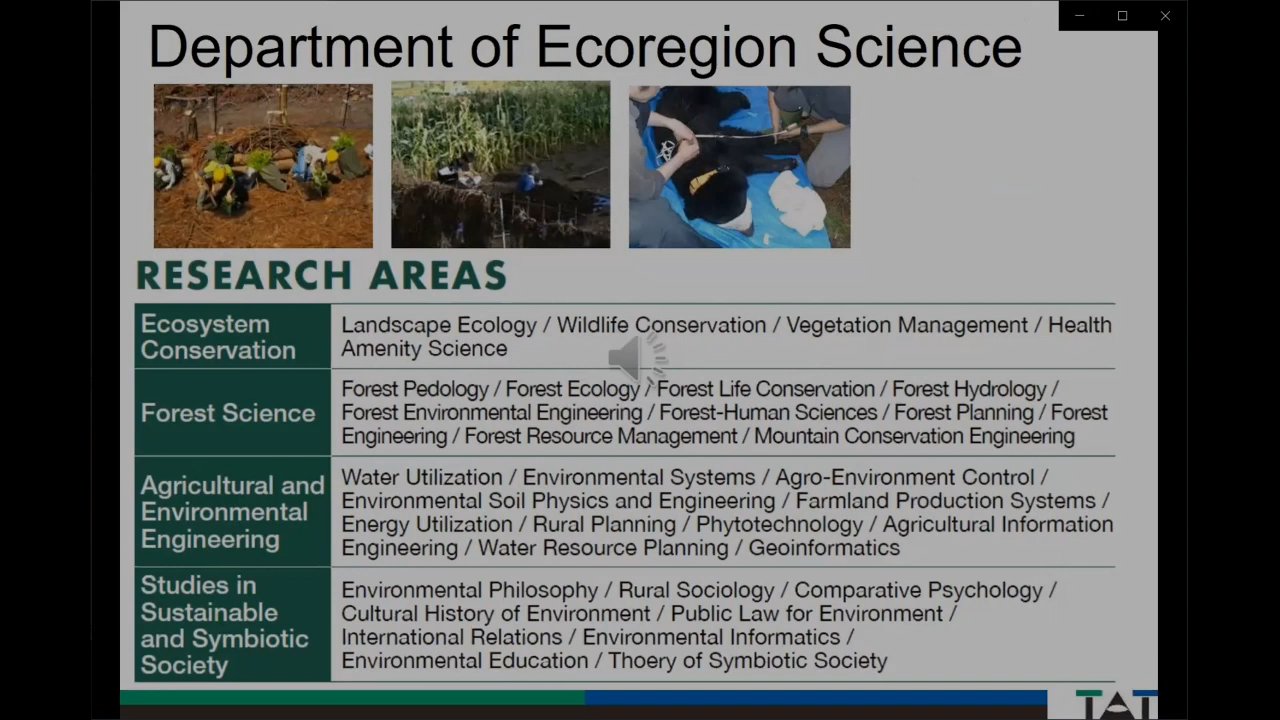 Department of Ecoregion Science
RESEARCH AREAS
Ecosystem
Conservation
Landscape Ecology / Wildlife Conservation / Vegetation Management / Health
Amenity Science
Forest Science
Forest Pedology / Forest Ecology / Forest Life Conservation / Forest Hydrology /
Forest Environmental Engineering / Forest-Human Sciences / Forest Planning / Forest
Engineering / Forest Resource Management / Mountain Conservation Engineering
Agricultural and
Environmental
Engineering
Water Utilization / Environmental Systems / Agro-Environment Control /
Environmental Soil Physics and Engineering / Farmland Production Systems /
Energy Utilization / Rural Planning / Phytotechnology / Agricultural Information
Engineering / Water Resource Planning / Geoinformatics
Studies in
Sustainable
and Symbiotic
Society
Environmental Philosophy / Rural Sociology / Comparative Psychology /
Cultural History of Environment / Public Law for Environment /
International Relations / Environmental Informatics /
Environmental Education / Thoery of Symbiotic Society
TAT